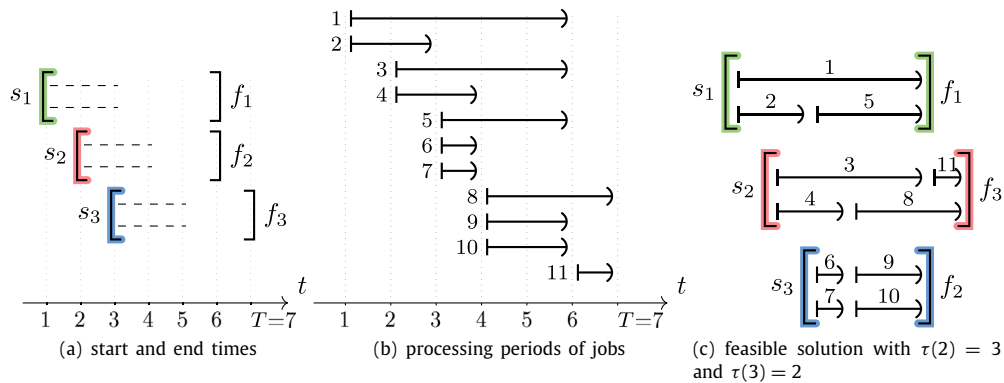 s1
f1
s2
f2
s3
f3
t
1 2 3 4 5 6 T=7
(a) start and end times
1
2
3
4
5
6
7
8
9
10
11
t
1 2 3 4 5 6 T=7
(b) processing periods of jobs
s1
1
2 5
f1
s2
3 11
4 8
f3
s3
6 9
7 10
f2
(c) feasible solution with τ(2) = 3
and τ(3) = 2